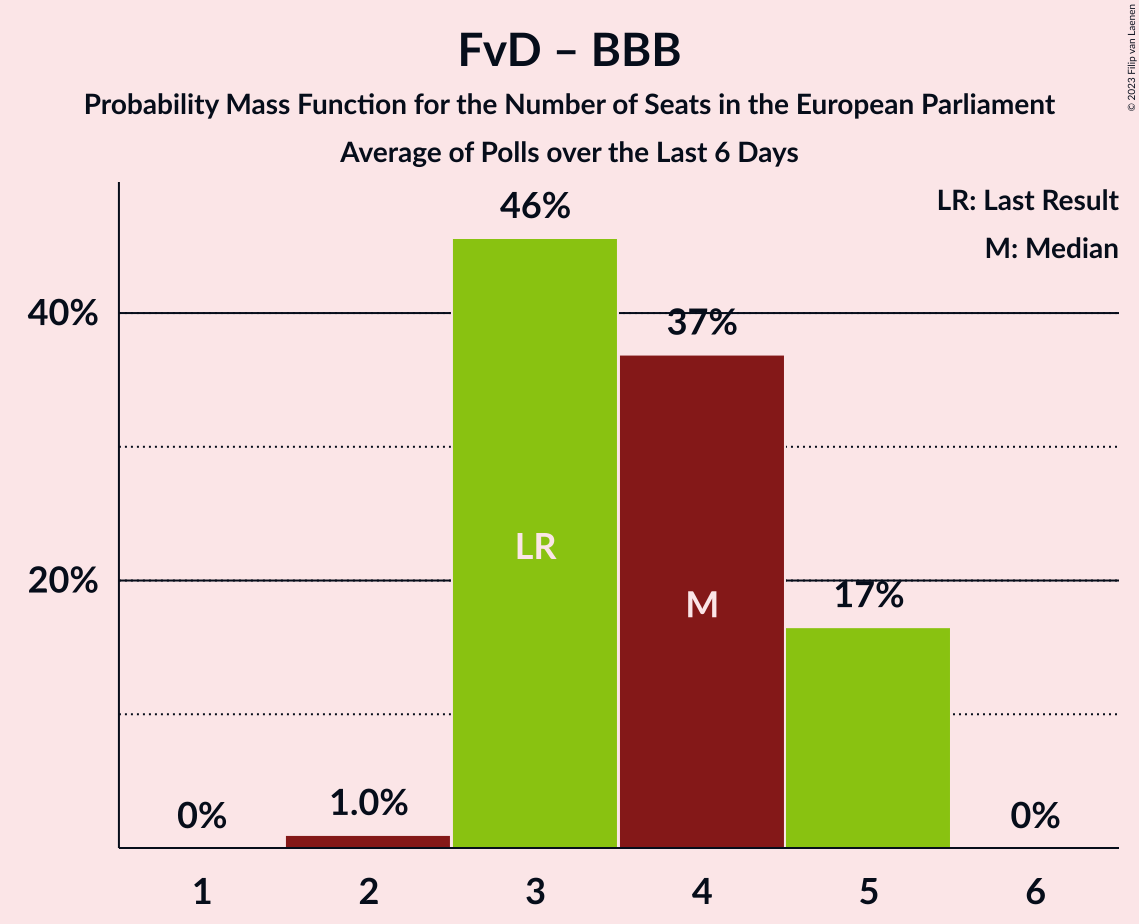 FvD – BBB
Probability Mass Function for the Number of Seats in the European Parliament
Average of Polls over the Last 6 Days
© 2023 Filip van Laenen
LR: Last Result
M: Median
46%
40%
37%
LR
20%
17%
M
1.0%
0%
0%
1 2 3 4 5 6